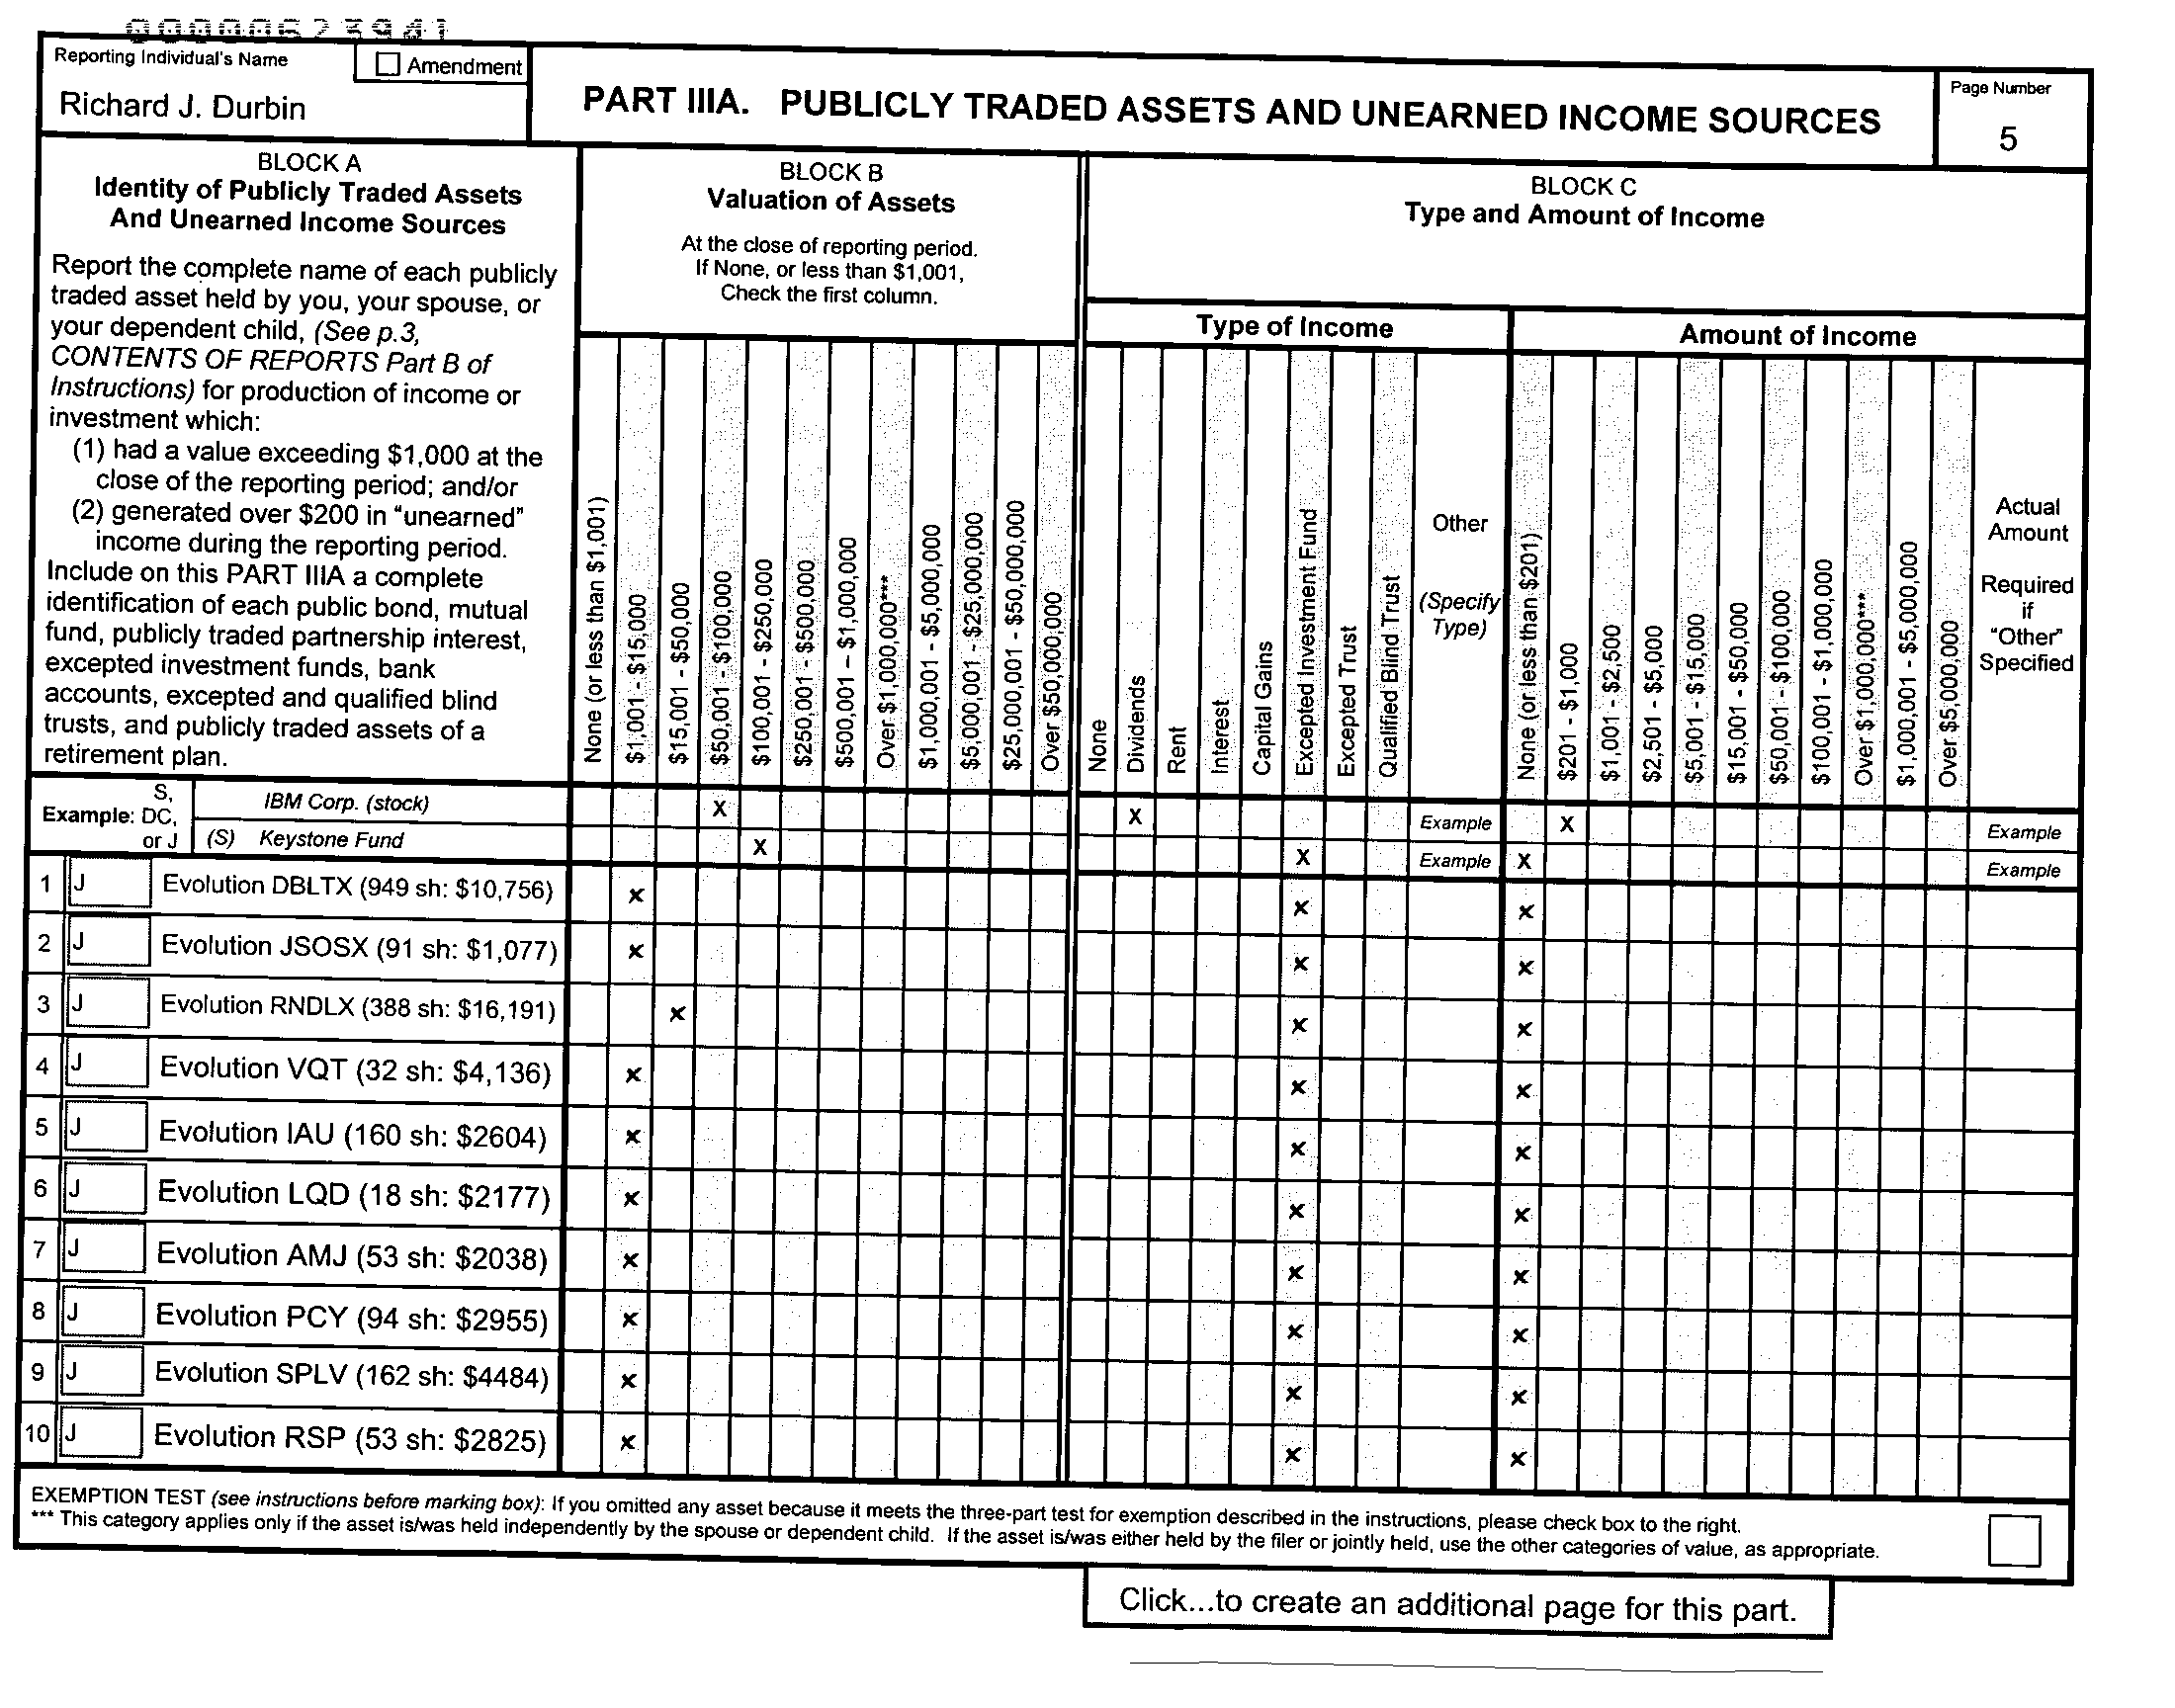 000000523941
Reporting Individual's Name
Amendment
Richard J. Durbin
PART IIIA. PUBLICLY TRADED ASSETS AND UNEARNED INCOME SOURCES
Page Number
5
BLOCK A
Identity of Publicly Traded Assets
And Unearned Income Sources
Report the complete name of each publicly
traded asset held by you, your spouse, or
your dependent child, (See p.3,
CONTENTS OF REPORTS Part B of
Instructions) for production of income or
investment which:
(1) had a value exceeding $1,000 at the
close of the reporting period; and/or
(2) generated over $200 in "unearned"
income during the reporting period.
Include on this PART IIIA a complete
identification of each public bond, mutual
fund, publicly traded partnership interest,
excepted investment funds, bank
accounts, excepted and qualified blind
trusts, and publicly traded assets of a
retirement plan.
BLOCK B
Valuation of Assets
At the close of reporting period.
If None, or less than $1,001,
Check the first column.
None (or less than $1,001)
$1,001 - $15,000
$15,001 - $50,000
$50,001 - $100,000
$100,001 - $250,000
$250,001 - $500,000
$500,001 – $1,000,000
Over $1,000,000***
$1,000,001 - $5,000,000
$5,000,001 - $25,000,000
$25,000,001 - $50,000,000
Over $50,000,000
BLOCK C
Type and Amount of Income
Type of Income
None
Dividends
Rent
Interest
Capital Gains
Excepted Investment Fund
Excepted Trust
Qualified Blind Trust
Other
(Specify
Type)
Amount of Income
None (or less than $201)
$201 - $1,000
$1,001 - $2,500
$2,501 - $5,000
$5,001 - $15,000
$15,001 - $50,000
$50,001 - $100,000
$100,001 - $1,000,000
Over $1,000,000***
$1,000,001 - $5,000,000
Over $5,000,000
Actual
Amount
Required
if
"Other"
Specified
Example: S, DC, or J
IBM Corp. (stock) X X Example X Example
(S) Keystone Fund X X Example X Example
1 J Evolution DBLTX (949 sh: $10,756) x x x
2 J Evolution JSOSX (91 sh: $1,077) x x x
3 J Evolution RNDLX (388 sh: $16,191) x x x
4 J Evolution VQT (32 sh: $4,136) x x x
5 J Evolution IAU (160 sh: $2604) x x x
6 J Evolution LQD (18 sh: $2177) x x x
7 J Evolution AMJ (53 sh: $2038) x x x
8 J Evolution PCY (94 sh: $2955) x x x
9 J Evolution SPLV (162 sh: $4484) x x x
10 J Evolution RSP (53 sh: $2825) x x x
EXEMPTION TEST (see instructions before marking box): If you omitted any asset because it meets the three-part test for exemption described in the instructions, please check box to the right.
*** This category applies only if the asset is/was held independently by the spouse or dependent child. If the asset is/was either held by the filer or jointly held, use the other categories of value, as appropriate.
Click...to create an additional page for this part.